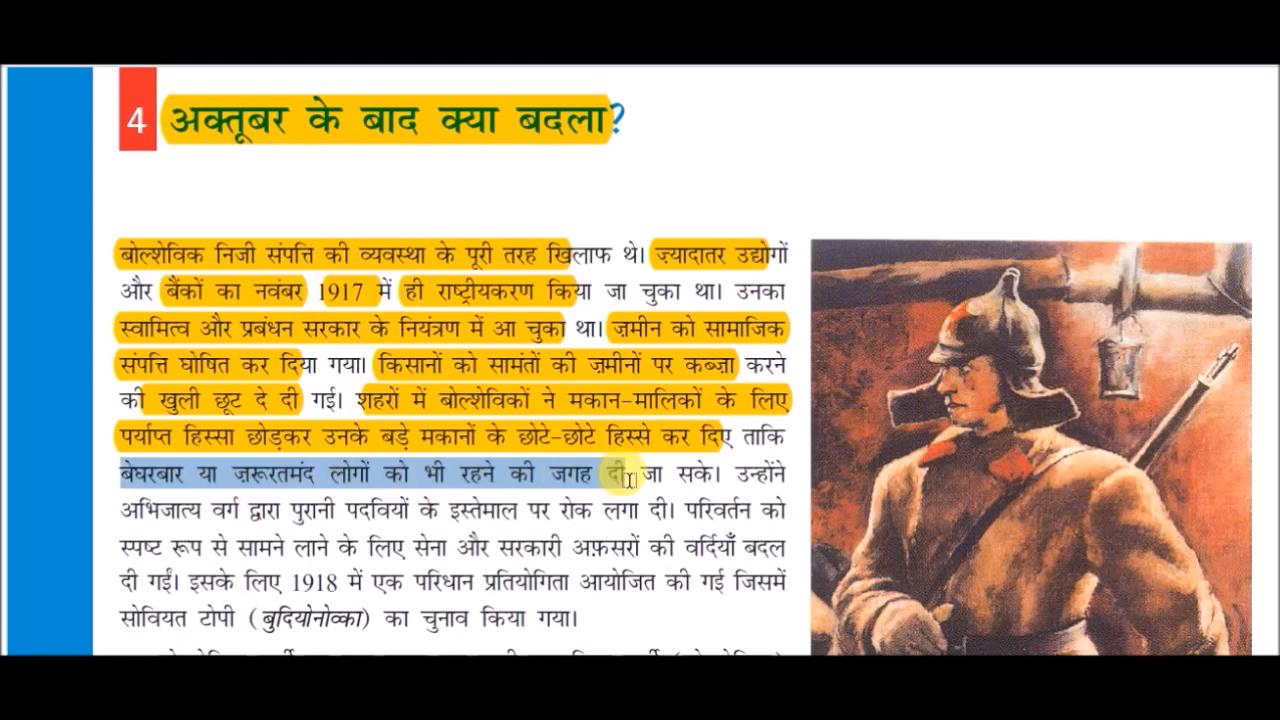 4 अक्तूबर के बाद क्या बदला?
बोल्शेविक निजी संपत्ति की व्यवस्था के पूरी तरह खिलाफ थे। ज़्यादातर उद्योगों
और बैंकों का नवंबर 1917 में ही राष्ट्रीयकरण किया जा चुका था। उनका
स्वामित्व और प्रबंधन सरकार के नियंत्रण में आ चुका था। ज़मीन को सामाजिक
संपत्ति घोषित कर दिया गया। किसानों को सामंतों की ज़मीनों पर कब्ज़ा करने
की खुली छूट दे दी गई। शहरों में बोल्शेविकों ने मकान-मालिकों के लिए
पर्याप्त हिस्सा छोड़कर उनके बड़े मकानों के छोटे-छोटे हिस्से कर दिए ताकि
बेघरबार या ज़रूरतमंद लोगों को भी रहने की जगह दी जा सके। उन्होंने
अभिजात्य वर्ग द्वारा पुरानी पदवियों के इस्तेमाल पर रोक लगा दी। परिवर्तन को
स्पष्ट रूप से सामने लाने के लिए सेना और सरकारी अफ़सरों की वर्दियाँ बदल
दी गईं। इसके लिए 1918 में एक परिधान प्रतियोगिता आयोजित की गई जिसमें
सोवियत टोपी (बुदियोनोव्का) का चुनाव किया गया।